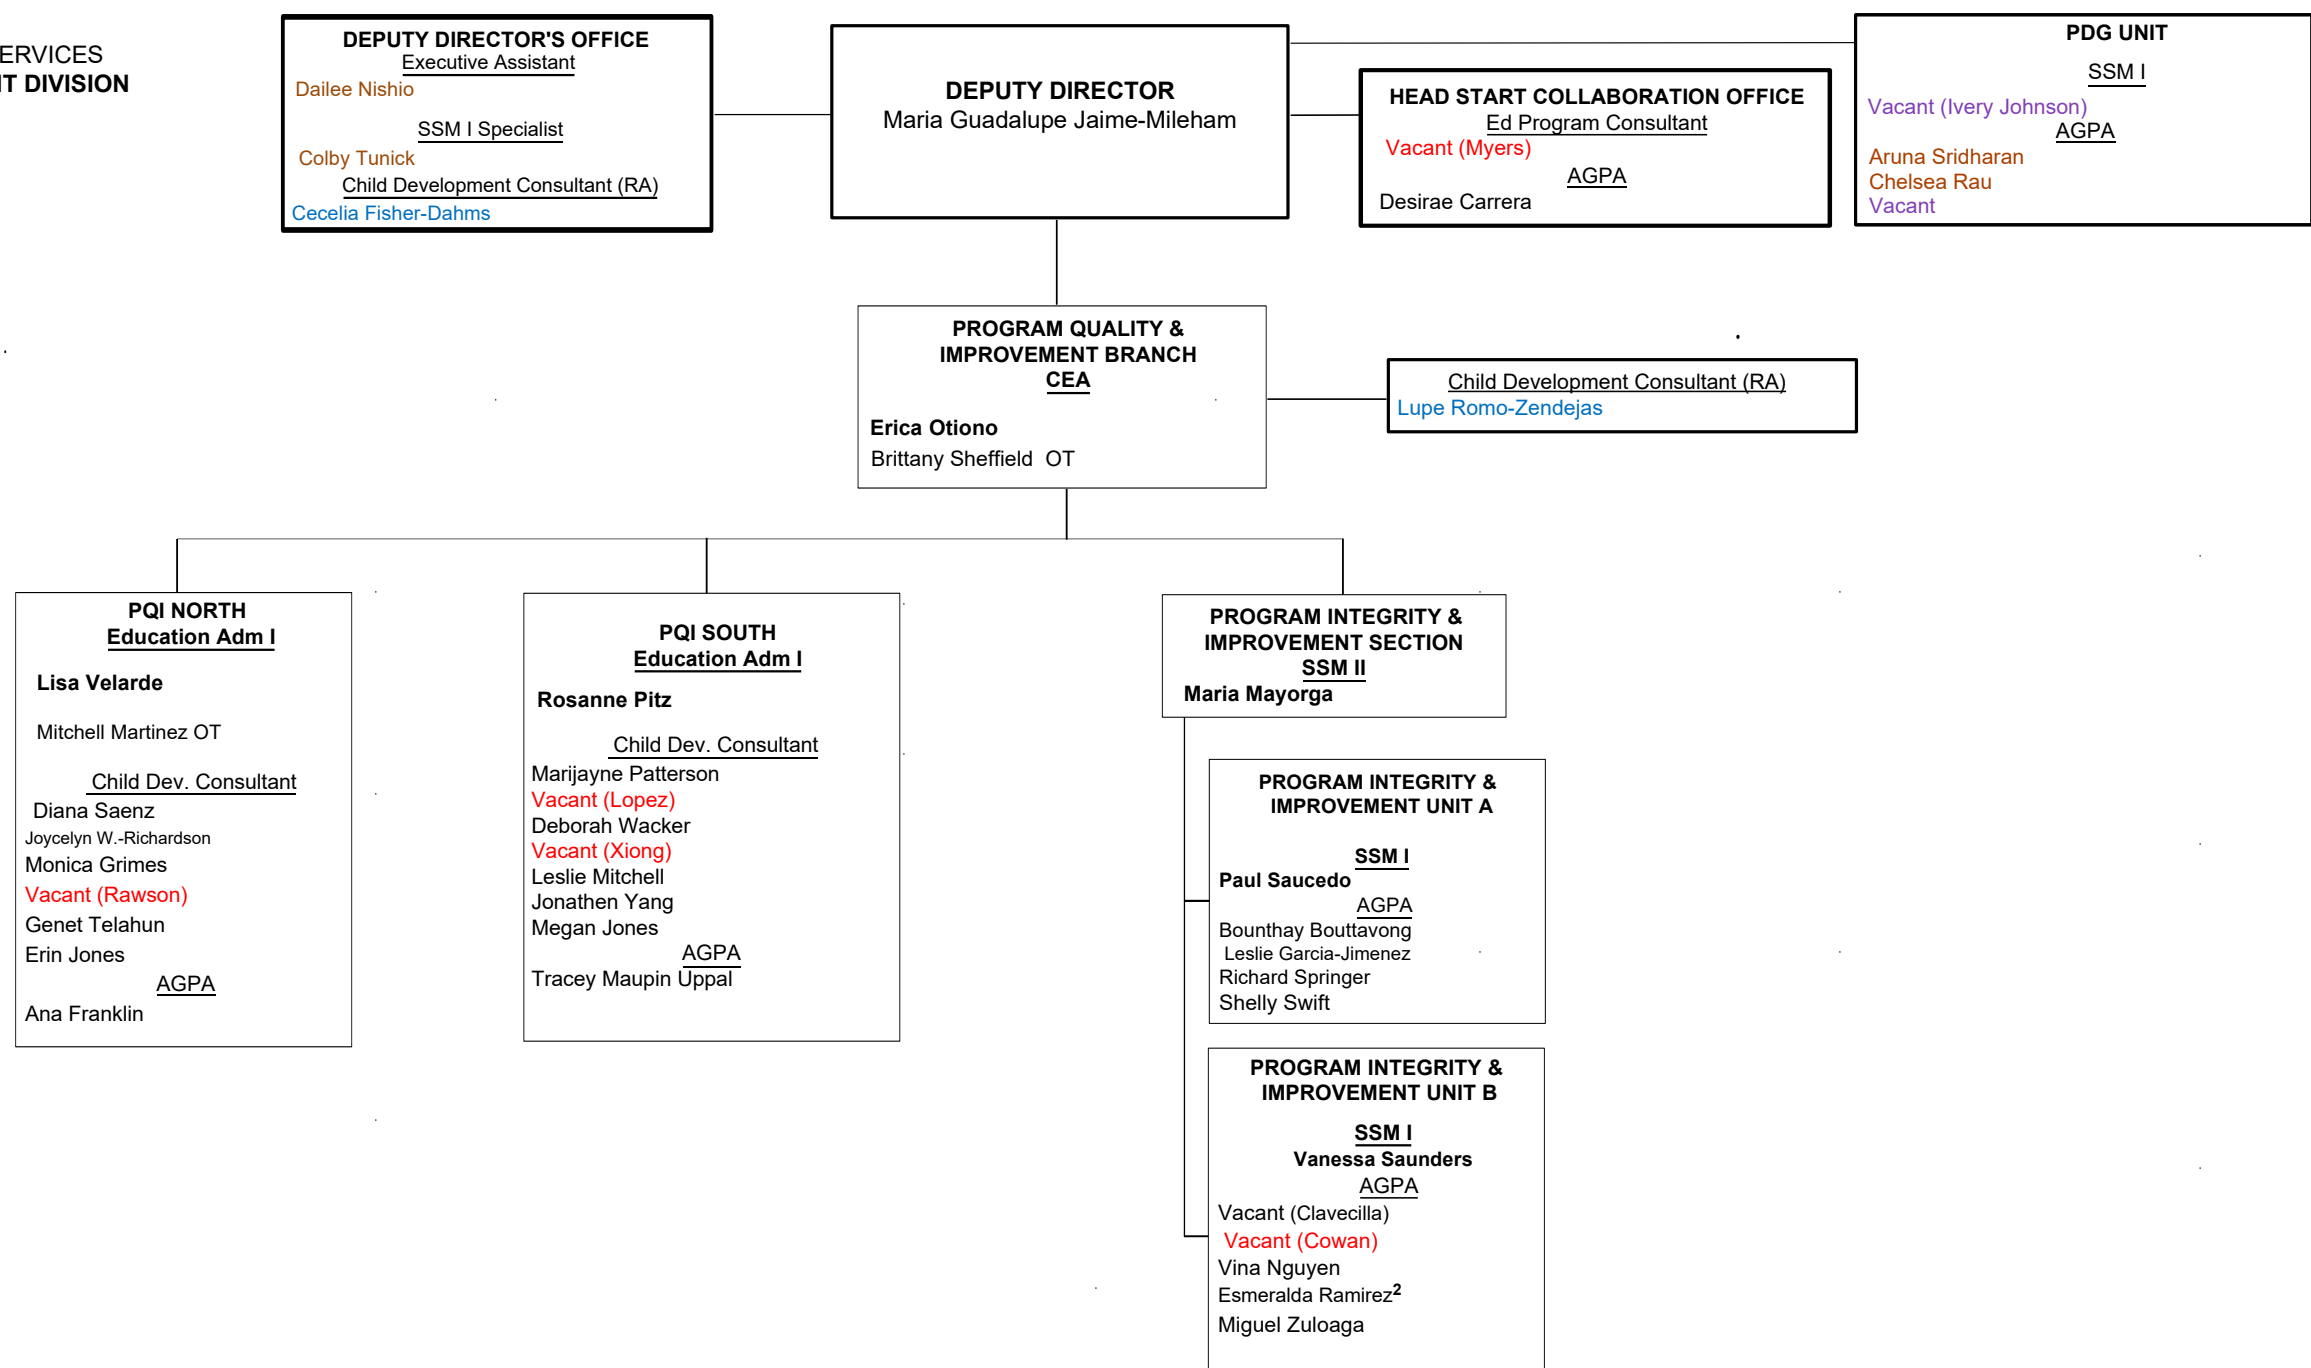 ERVICES
IT DIVISION
DEPUTY DIRECTOR'S OFFICE
Executive Assistant
Dailee Nishio
SSM I Specialist
Colby Tunick
Child Development Consultant (RA)
Cecelia Fisher-Dahms
DEPUTY DIRECTOR
Maria Guadalupe Jaime-Mileham
HEAD START COLLABORATION OFFICE
Ed Program Consultant
Vacant (Myers)
AGPA
Desirae Carrera
PDG UNIT
SSM I
Vacant (Ivery Johnson)
AGPA
Aruna Sridharan
Chelsea Rau
Vacant
PROGRAM QUALITY &
IMPROVEMENT BRANCH
CEA
Erica Otiono
Brittany Sheffield OT
Child Development Consultant (RA)
Lupe Romo-Zendejas
PQI NORTH
Education Adm I
Lisa Velarde
Mitchell Martinez OT
Child Dev. Consultant
Diana Saenz
Joycelyn W.-Richardson
Monica Grimes
Vacant (Rawson)
Genet Telahun
Erin Jones
AGPA
Ana Franklin
PQI SOUTH
Education Adm I
Rosanne Pitz
Child Dev. Consultant
Marijayne Patterson
Vacant (Lopez)
Deborah Wacker
Vacant (Xiong)
Leslie Mitchell
Jonathen Yang
Megan Jones
AGPA
Tracey Maupin Uppal
PROGRAM INTEGRITY &
IMPROVEMENT SECTION
SSM II
Maria Mayorga
PROGRAM INTEGRITY &
IMPROVEMENT UNIT A
SSM I
Paul Saucedo
AGPA
Bounthay Bouttavong
Leslie Garcia-Jimenez
Richard Springer
Shelly Swift
PROGRAM INTEGRITY &
IMPROVEMENT UNIT B
SSM I
Vanessa Saunders
AGPA
Vacant (Clavecilla)
Vacant (Cowan)
Vina Nguyen
Esmeralda Ramirez²
Miguel Zuloaga